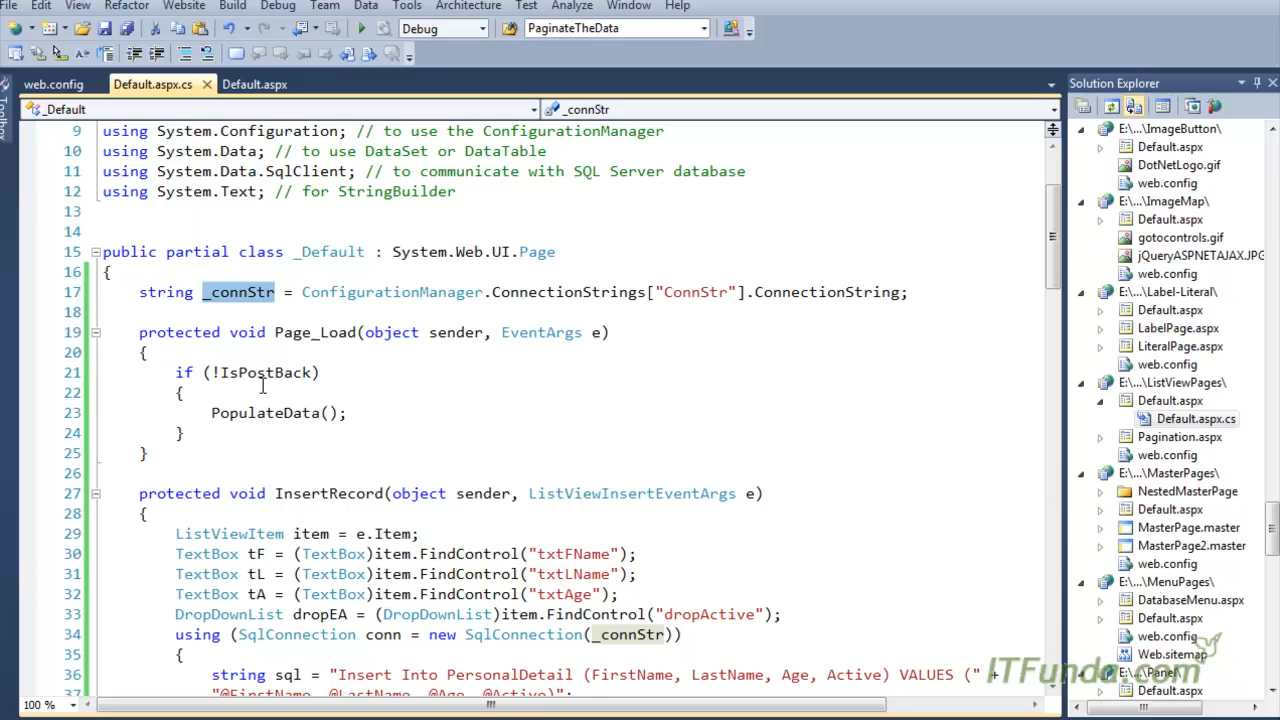 File Edit View Refactor Website Build Debug Team Data Tools Architecture Test Analyze Window Help
Debug PaginateTheData
web.config Default.aspx.cs Default.aspx
_Default _connStr
9 using System.Configuration; // to use the ConfigurationManager
10 using System.Data; // to use DataSet or DataTable
11 using System.Data.SqlClient; // to communicate with SQL Server database
12 using System.Text; // for StringBuilder
13
14
15 public partial class _Default : System.Web.UI.Page
16 {
17 string _connStr = ConfigurationManager.ConnectionStrings["ConnStr"].ConnectionString;
18
19 protected void Page_Load(object sender, EventArgs e)
20 {
21 if (!IsPostBack)
22 {
23 PopulateData();
24 }
25 }
26
27 protected void InsertRecord(object sender, ListViewInsertEventArgs e)
28 {
29 ListViewItem item = e.Item;
30 TextBox tF = (TextBox)item.FindControl("txtFName");
31 TextBox tL = (TextBox)item.FindControl("txtLName");
32 TextBox tA = (TextBox)item.FindControl("txtAge");
33 DropDownList dropEA = (DropDownList)item.FindControl("dropActive");
34 using (SqlConnection conn = new SqlConnection(_connStr))
35 {
36 string sql = "Insert Into PersonalDetail (FirstName, LastName, Age, Active) VALUES (" +
37 "@FirstName, @LastName, @Age, @Active)";
100 %
Toolbox
Solution Explorer
E:\...\ImageButton\
Default.aspx
DotNetLogo.gif
web.config
E:\...\ImageMap\
Default.aspx
gotocontrols.gif
jQueryASPNETAJAX.JPG
web.config
E:\...\Label-Literal\
Default.aspx
LabelPage.aspx
LiteralPage.aspx
web.config
E:\...\ListViewPages\
Default.aspx
Default.aspx.cs
Pagination.aspx
web.config
E:\...\MasterPages\
NestedMasterPage
Default.aspx
MasterPage.master
MasterPage2.master
web.config
E:\...\MenuPages\
DatabaseMenu.aspx
Default.aspx
web.config
Web.sitemap
E:\...\Panel\
Default.aspx
ITFunda.com